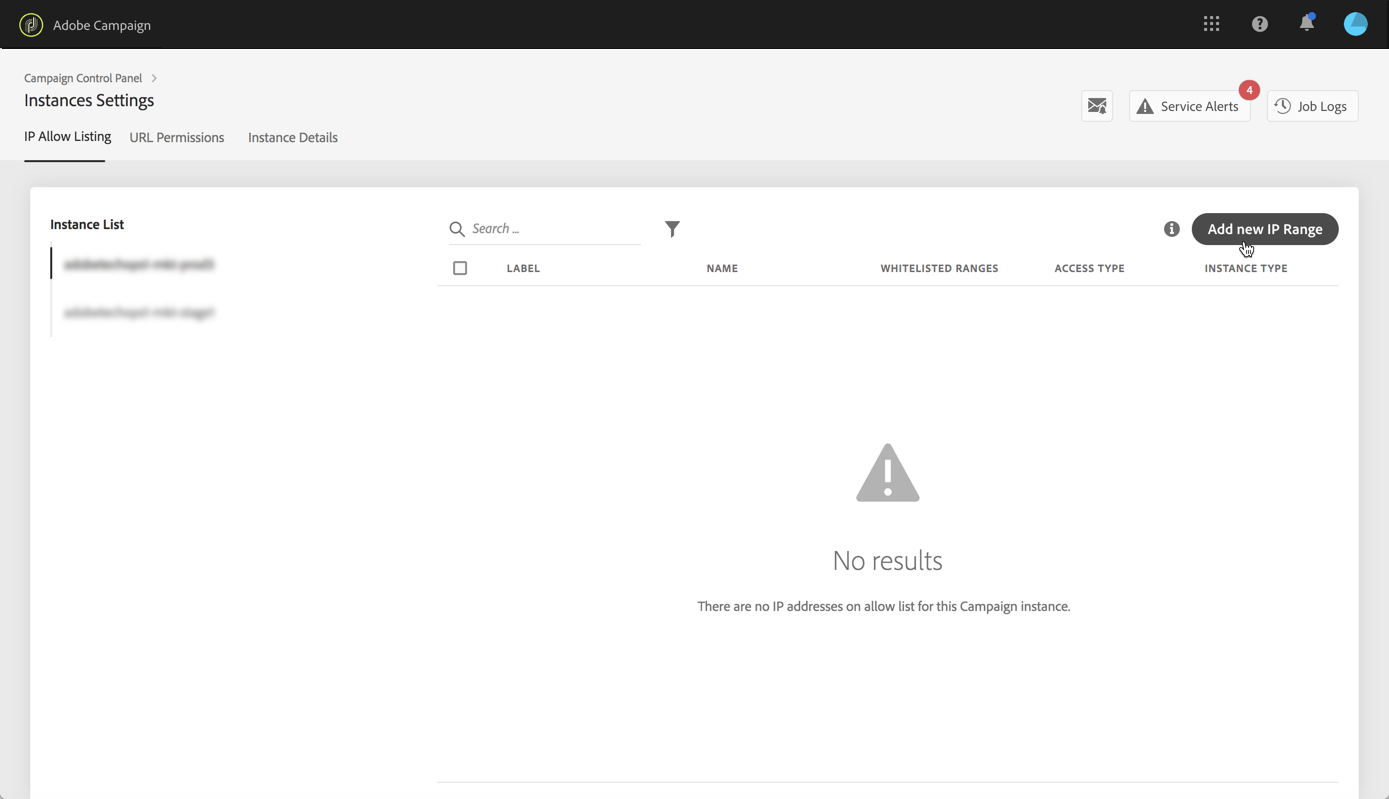 Adobe Campaign
Campaign Control Panel
Instances Settings
4
Service Alerts
Job Logs
IP Allow Listing
URL Permissions
Instance Details
Instance List
Search ...
Add new IP Range
LABEL
NAME
WHITELISTED RANGES
ACCESS TYPE
INSTANCE TYPE
No results
There are no IP addresses on allow list for this Campaign instance.